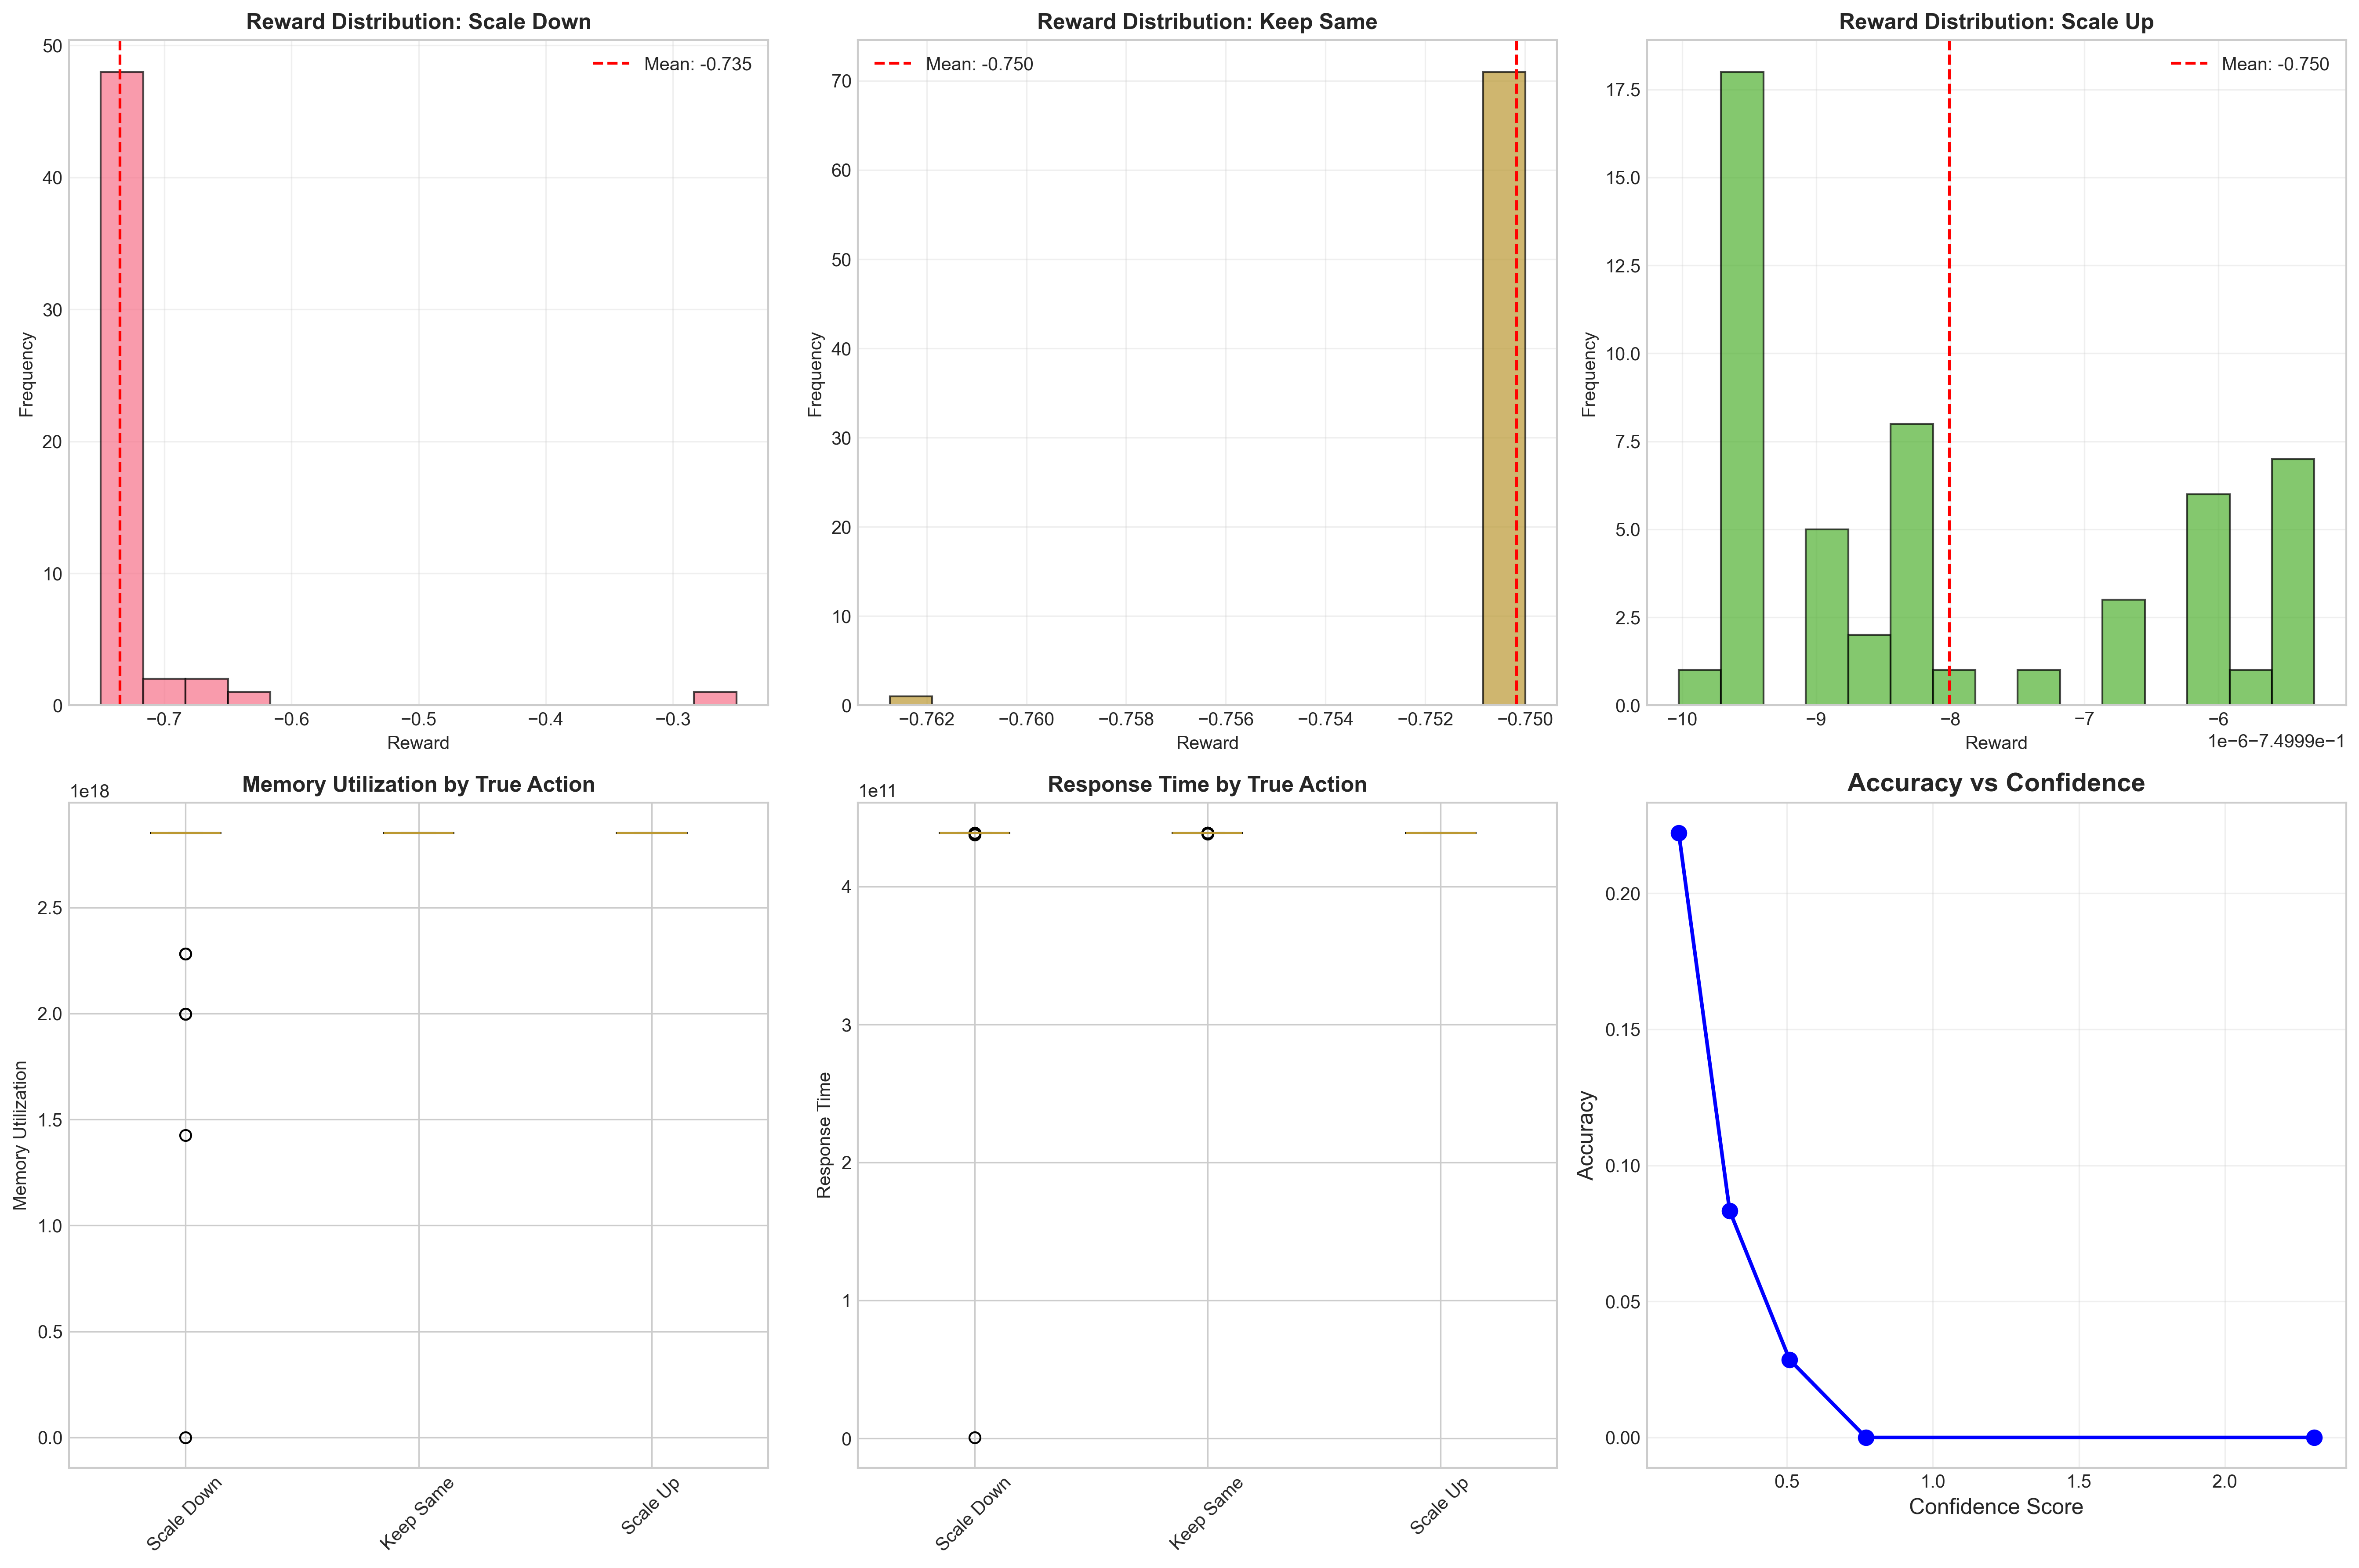 Reward Distribution: Scale Down
50
40
30
20
10
0
Frequency
Mean: -0.735
−0.7 −0.6 −0.5 −0.4 −0.3
Reward
Reward Distribution: Keep Same
70
60
50
40
30
20
10
0
Frequency
Mean: -0.750
−0.762 −0.760 −0.758 −0.756 −0.754 −0.752 −0.750
Reward
Reward Distribution: Scale Up
17.5
15.0
12.5
10.0
7.5
5.0
2.5
0.0
Frequency
Mean: -0.750
−10 −9 −8 −7 −6
Reward
1e−6−7.4999e−1
Memory Utilization by True Action
1e18
2.5
2.0
1.5
1.0
0.5
0.0
Memory Utilization
Scale Down
Keep Same
Scale Up
Response Time by True Action
1e11
4
3
2
1
0
Response Time
Scale Down
Keep Same
Scale Up
Accuracy vs Confidence
0.20
0.15
0.10
0.05
0.00
Accuracy
0.5 1.0 1.5 2.0
Confidence Score